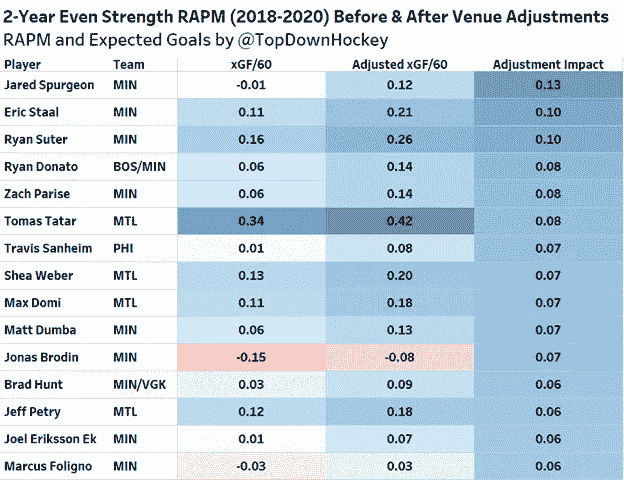 2-Year Even Strength RAPM (2018-2020) Before & After Venue Adjustments
RAPM and Expected Goals by @TopDownHockey
Player Team xGF/60 Adjusted xGF/60 Adjustment Impact
Jared Spurgeon MIN -0.01 0.12 0.13
Eric Staal MIN 0.11 0.21 0.10
Ryan Suter MIN 0.16 0.26 0.10
Ryan Donato BOS/MIN 0.06 0.14 0.08
Zach Parise MIN 0.06 0.14 0.08
Tomas Tatar MTL 0.34 0.42 0.08
Travis Sanheim PHI 0.01 0.08 0.07
Shea Weber MTL 0.13 0.20 0.07
Max Domi MTL 0.11 0.18 0.07
Matt Dumba MIN 0.06 0.13 0.07
Jonas Brodin MIN -0.15 -0.08 0.07
Brad Hunt MIN/VGK 0.03 0.09 0.06
Jeff Petry MTL 0.12 0.18 0.06
Joel Eriksson Ek MIN 0.01 0.07 0.06
Marcus Foligno MIN -0.03 0.03 0.06